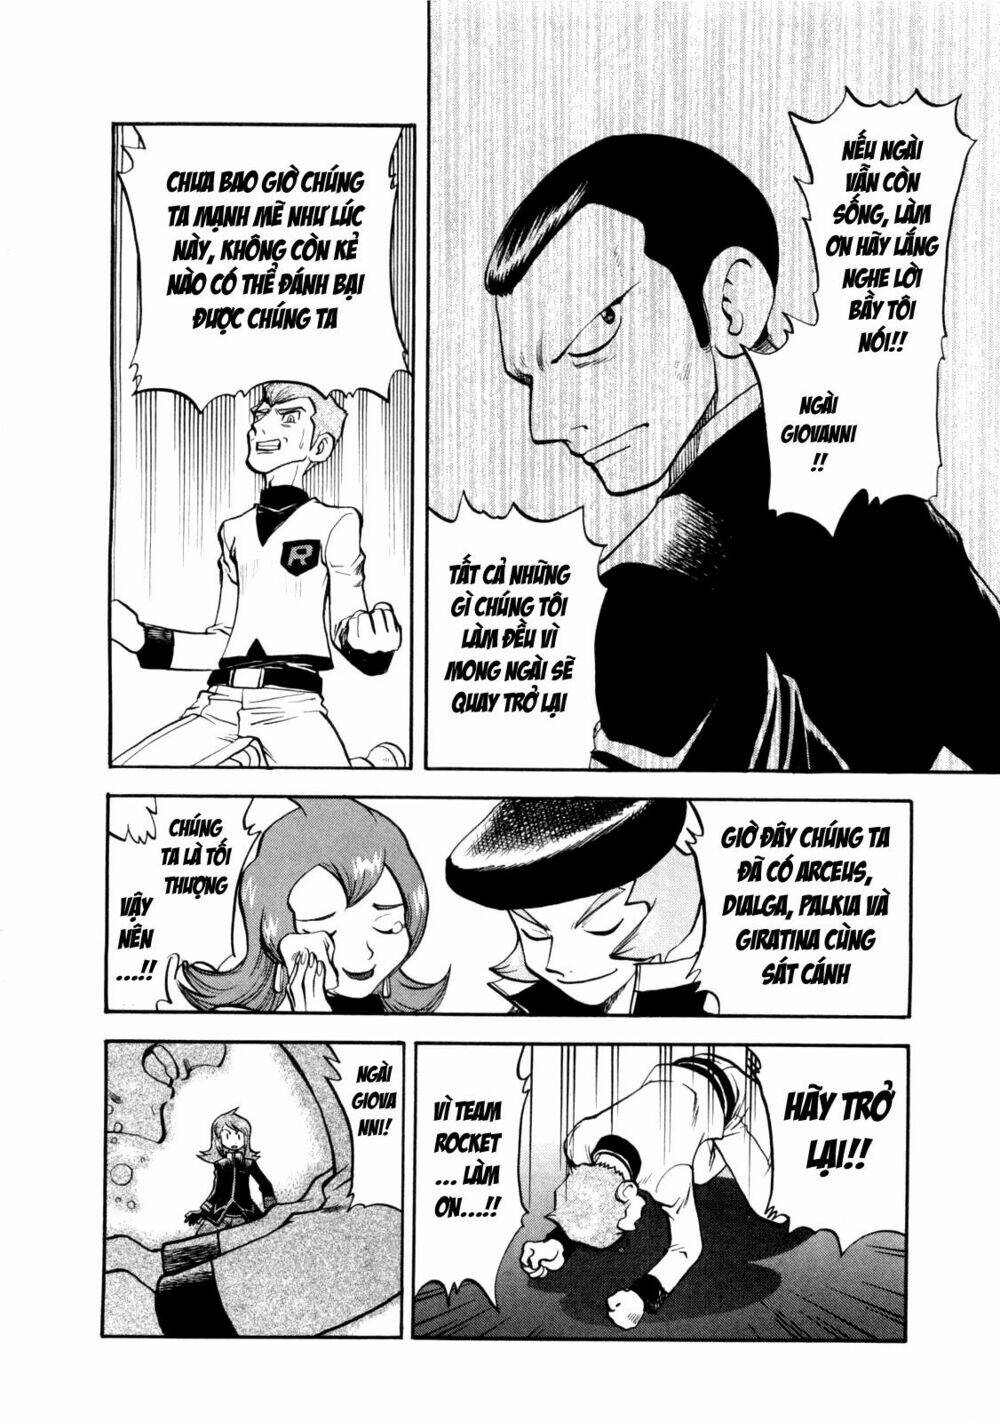 NẾU NGÀI
VẪN CÒN
SỐNG, LÀM
ƠN HÃY LẮNG
NGHE LỜI
BẦY TÔI
NÓI!!
NGÀI
GIOVANNI
!!
TẤT CẢ NHỮNG
GÌ CHÚNG TÔI
LÀM ĐỀU VÌ
MONG NGÀI SẼ
QUAY TRỞ LẠI
CHƯA BAO GIỜ CHÚNG
TA MẠNH MẼ NHƯ LÚC
NÀY, KHÔNG CÒN KẺ
NÀO CÓ THỂ ĐÁNH BẠI
ĐƯỢC CHÚNG TA
R
GIỜ ĐÂY CHÚNG TA
ĐÃ CÓ ARCEUS,
DIALGA, PALKIA VÀ
GIRATINA CÙNG
SÁT CÁNH
CHÚNG
TA LÀ TỐI
THƯỢNG
VẬY
NÊN
...!!
HÃY TRỞ
LẠI!!
VÌ TEAM
ROCKET
... LÀM
ƠN...!!
NGÀI
GIOVA
NNI!